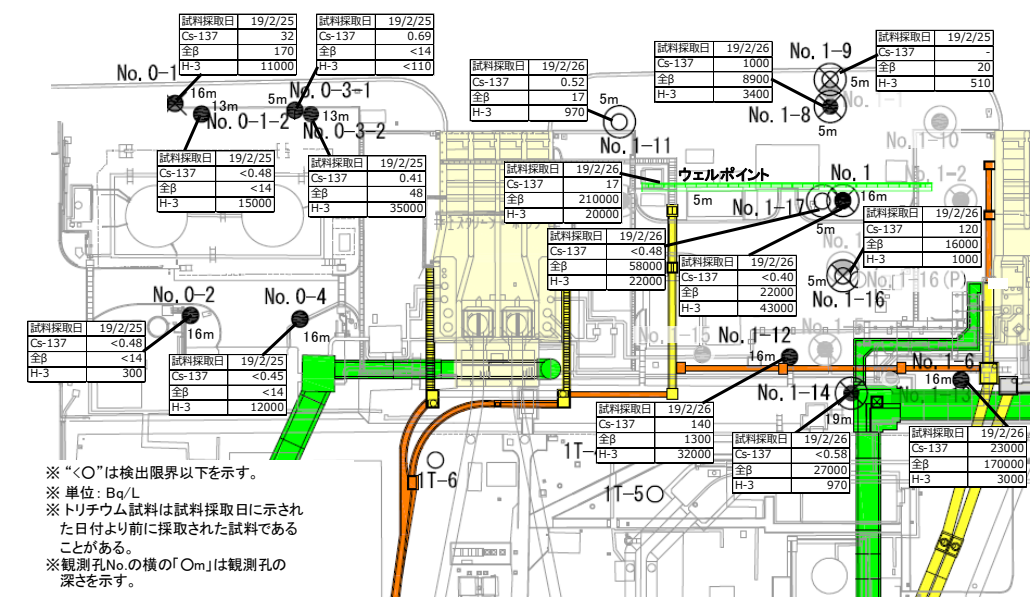 試料採取日 19/2/25
Cs-137 32
全β 170
H-3 11000
試料採取日 19/2/25
Cs-137 0.69
全β <14
H-3 <110
No. 0-1
16m
13m
No. 0-1-2
5m
No. 0-3-1
13m
No. 0-3-2
試料採取日 19/2/25
Cs-137 <0.48
全β <14
H-3 15000
試料採取日 19/2/25
Cs-137 0.41
全β 48
H-3 35000
試料採取日 19/2/26
Cs-137 0.52
全β 17
H-3 970
5m
No. 1-11
試料採取日 19/2/26
Cs-137 1000
全β 8900
H-3 3400
No. 1-9
5m
試料採取日 19/2/25
Cs-137 -
全β 20
H-3 510
No. 1-8
5m
No. 1-1
No. 1-10
No. 1-2
試料採取日 19/2/26
Cs-137 17
全β 210000
H-3 20000
ウェルポイント
5m
No. 1
16m
No. 1-17
5m
試料採取日 19/2/26
Cs-137 <0.48
全β 58000
H-3 22000
試料採取日 19/2/26
Cs-137 <0.40
全β 22000
H-3 43000
試料採取日 19/2/26
Cs-137 120
全β 16000
H-3 1000
5m
No. 1-16
No. 1-16(P)
No. 0-2
16m
No. 0-4
16m
試料採取日 19/2/25
Cs-137 <0.48
全β <14
H-3 300
試料採取日 19/2/25
Cs-137 <0.45
全β <14
H-3 12000
No. 1-15
No. 1-12
16m
No. 1-5
No. 1-6
16m
No. 1-13
No. 1-14
19m
試料採取日 19/2/26
Cs-137 140
全β 1300
H-3 32000
試料採取日 19/2/26
Cs-137 <0.58
全β 27000
H-3 970
試料採取日 19/2/26
Cs-137 23000
全β 170000
H-3 3000
1T-6
1T-5
※ “<○”は検出限界以下を示す。
※ 単位: Bq/L
※ トリチウム試料は試料採取日に示され
た日付より前に採取された試料である
ことがある。
※観測孔No.の横の「○m」は観測孔の
深さを示す。